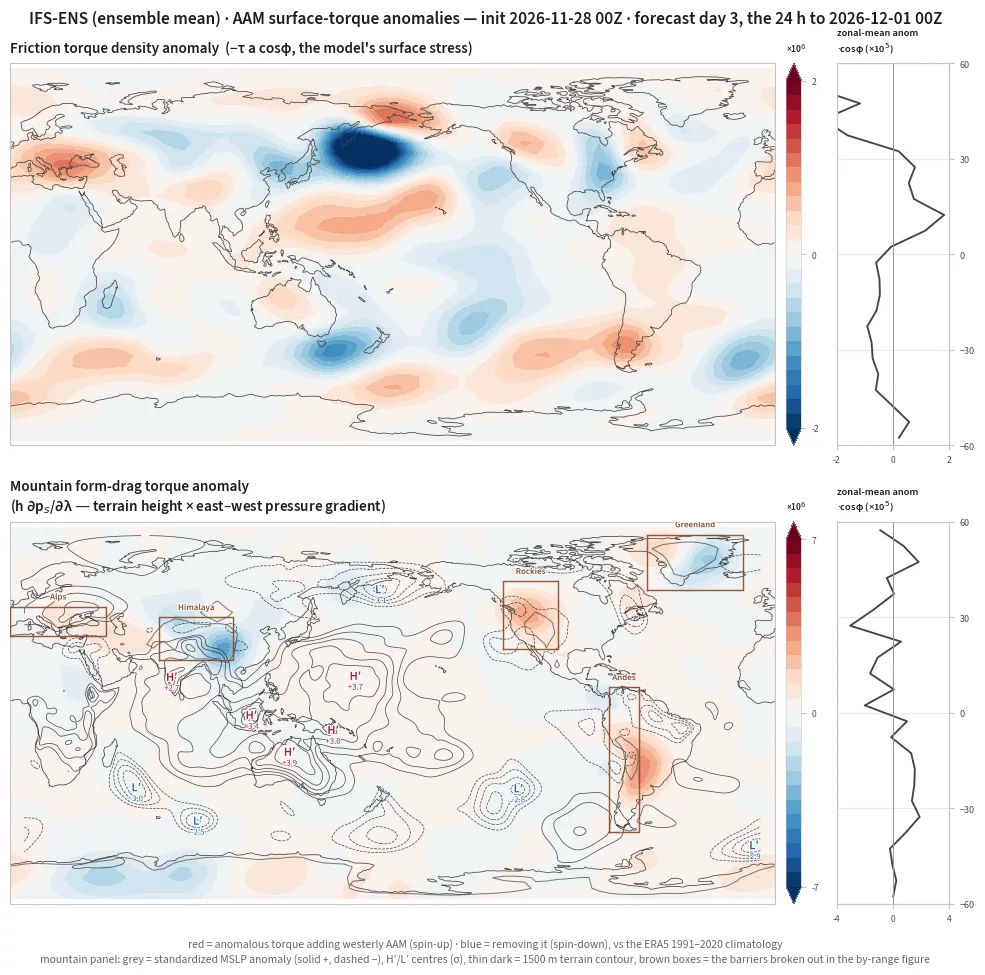 IFS-ENS (ensemble mean) · AAM surface-torque anomalies — init 2026-11-28 00Z · forecast day 3, the 24 h to 2026-12-01 00Z
Friction torque density anomaly (−τ a cosφ, the model's surface stress)
×10⁶
zonal-mean anom
·cosφ (×10⁵)
2
0
-2
60
30
0
−30
−60
-2
0
2
Mountain form-drag torque anomaly
(h ∂pₛ/∂λ — terrain height × east–west pressure gradient)
×10⁶
zonal-mean anom
·cosφ (×10⁵)
Greenland
Rockies
Alps
Himalaya
Andes
L'
H'
H'
+3.7
H'
H'
+3.0
H'
+3.9
L'
L'
L'
L'
7
0
-7
60
30
0
−30
−60
-4
0
4
red = anomalous torque adding westerly AAM (spin-up) · blue = removing it (spin-down), vs the ERA5 1991–2020 climatology
mountain panel: grey = standardized MSLP anomaly (solid +, dashed −), H'/L' centres (σ), thin dark = 1500 m terrain contour, brown boxes = the barriers broken out in the by-range figure